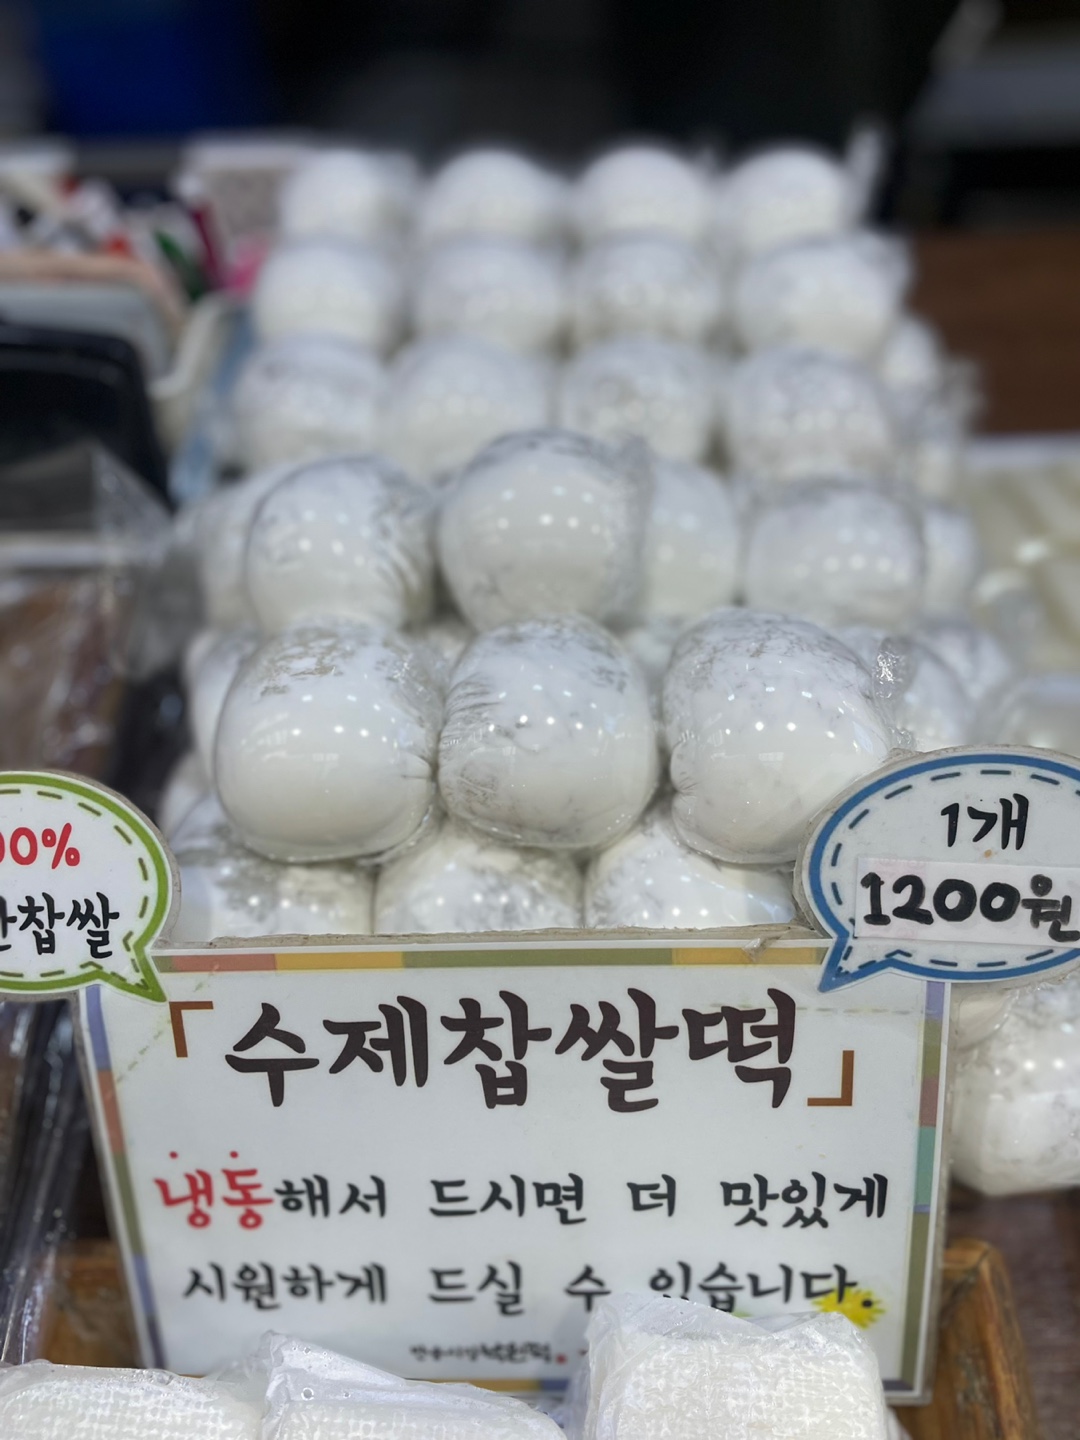 00%
찹쌀
1개
1200원
「수제찹쌀떡」
냉동해서 드시면 더 맛있게
시원하게 드실 수 있습니다.